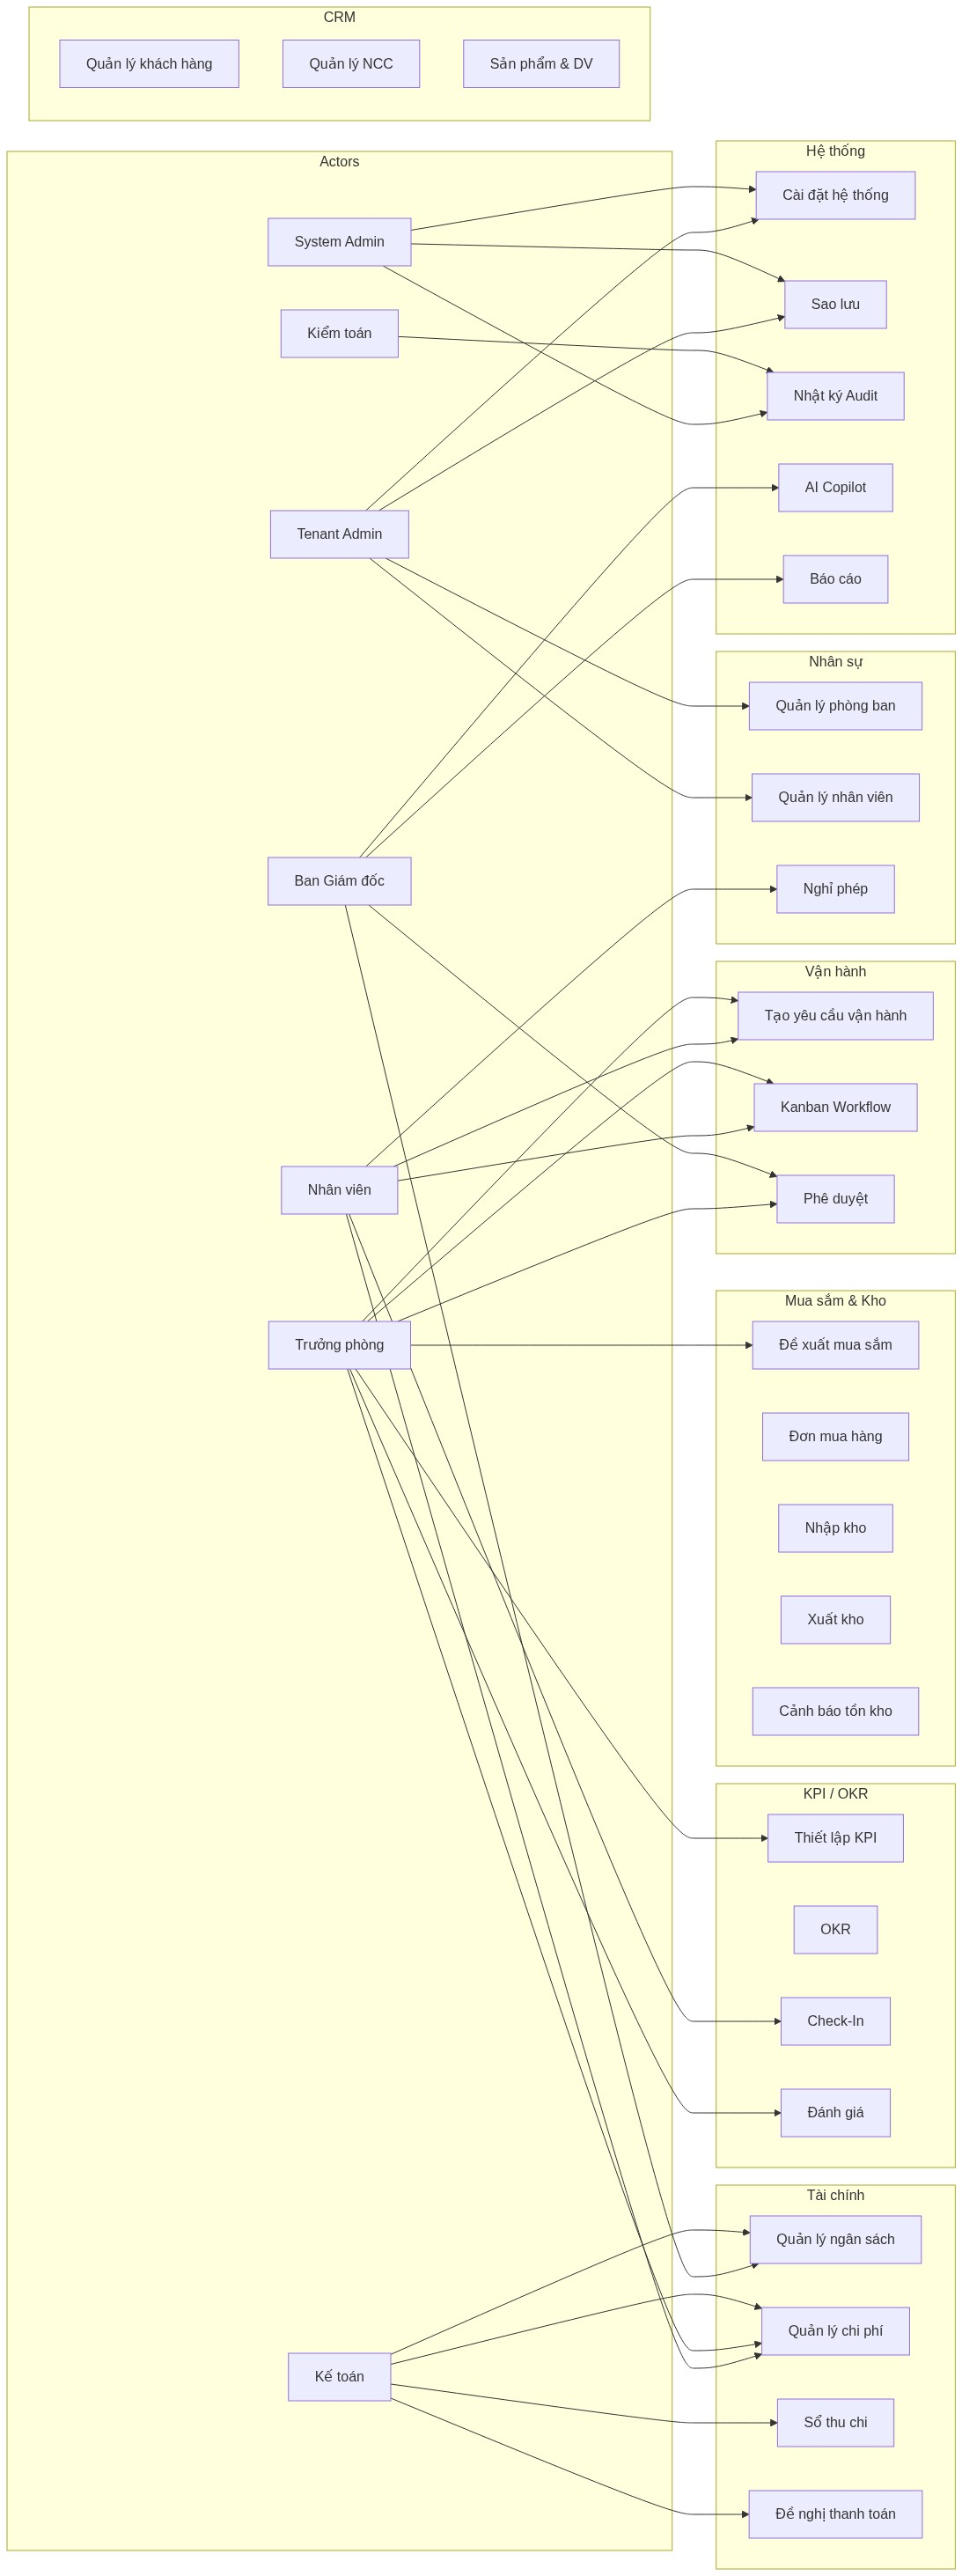 CRM
Quản lý khách hàng
Quản lý NCC
Sản phẩm & DV
Actors
System Admin
Kiểm toán
Tenant Admin
Ban Giám đốc
Nhân viên
Trưởng phòng
Kế toán
Hệ thống
Cài đặt hệ thống
Sao lưu
Nhật ký Audit
AI Copilot
Báo cáo
Nhân sự
Quản lý phòng ban
Quản lý nhân viên
Nghỉ phép
Vận hành
Tạo yêu cầu vận hành
Kanban Workflow
Phê duyệt
Mua sắm & Kho
Đề xuất mua sắm
Đơn mua hàng
Nhập kho
Xuất kho
Cảnh báo tồn kho
KPI / OKR
Thiết lập KPI
OKR
Check-In
Đánh giá
Tài chính
Quản lý ngân sách
Quản lý chi phí
Sổ thu chi
Đề nghị thanh toán